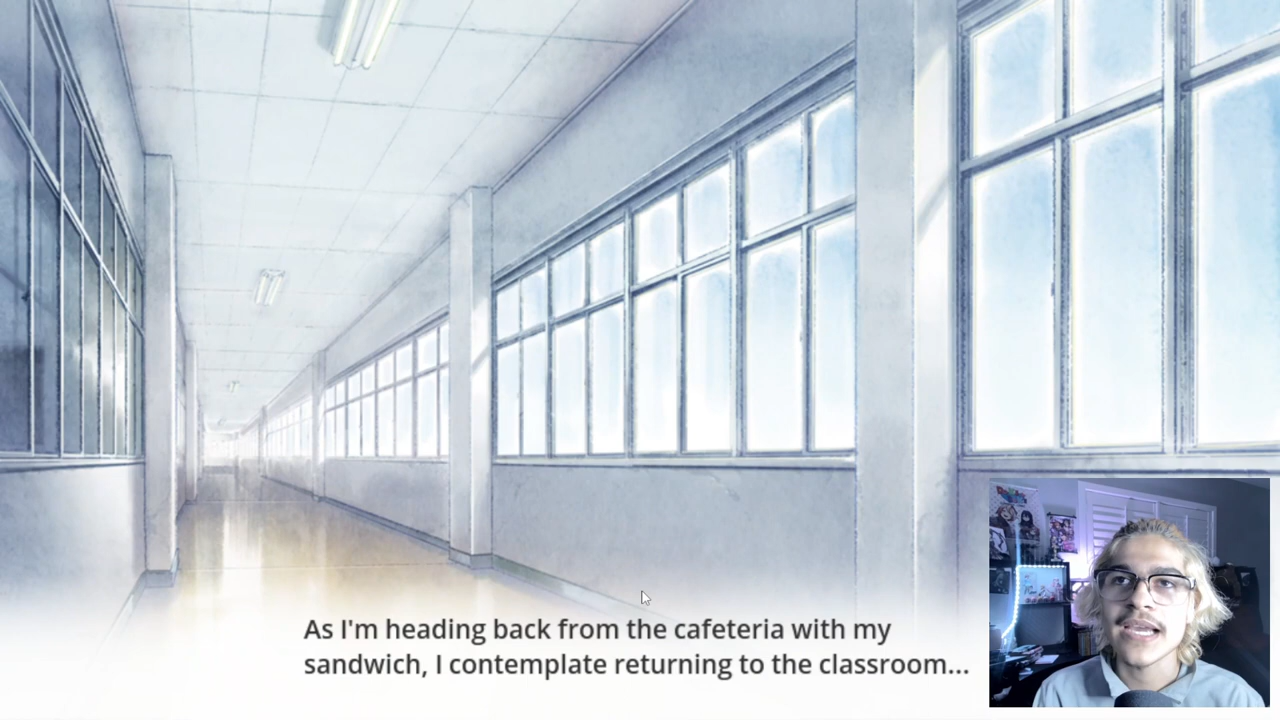 As I'm heading back from the cafeteria with my
sandwich, I contemplate returning to the classroom...